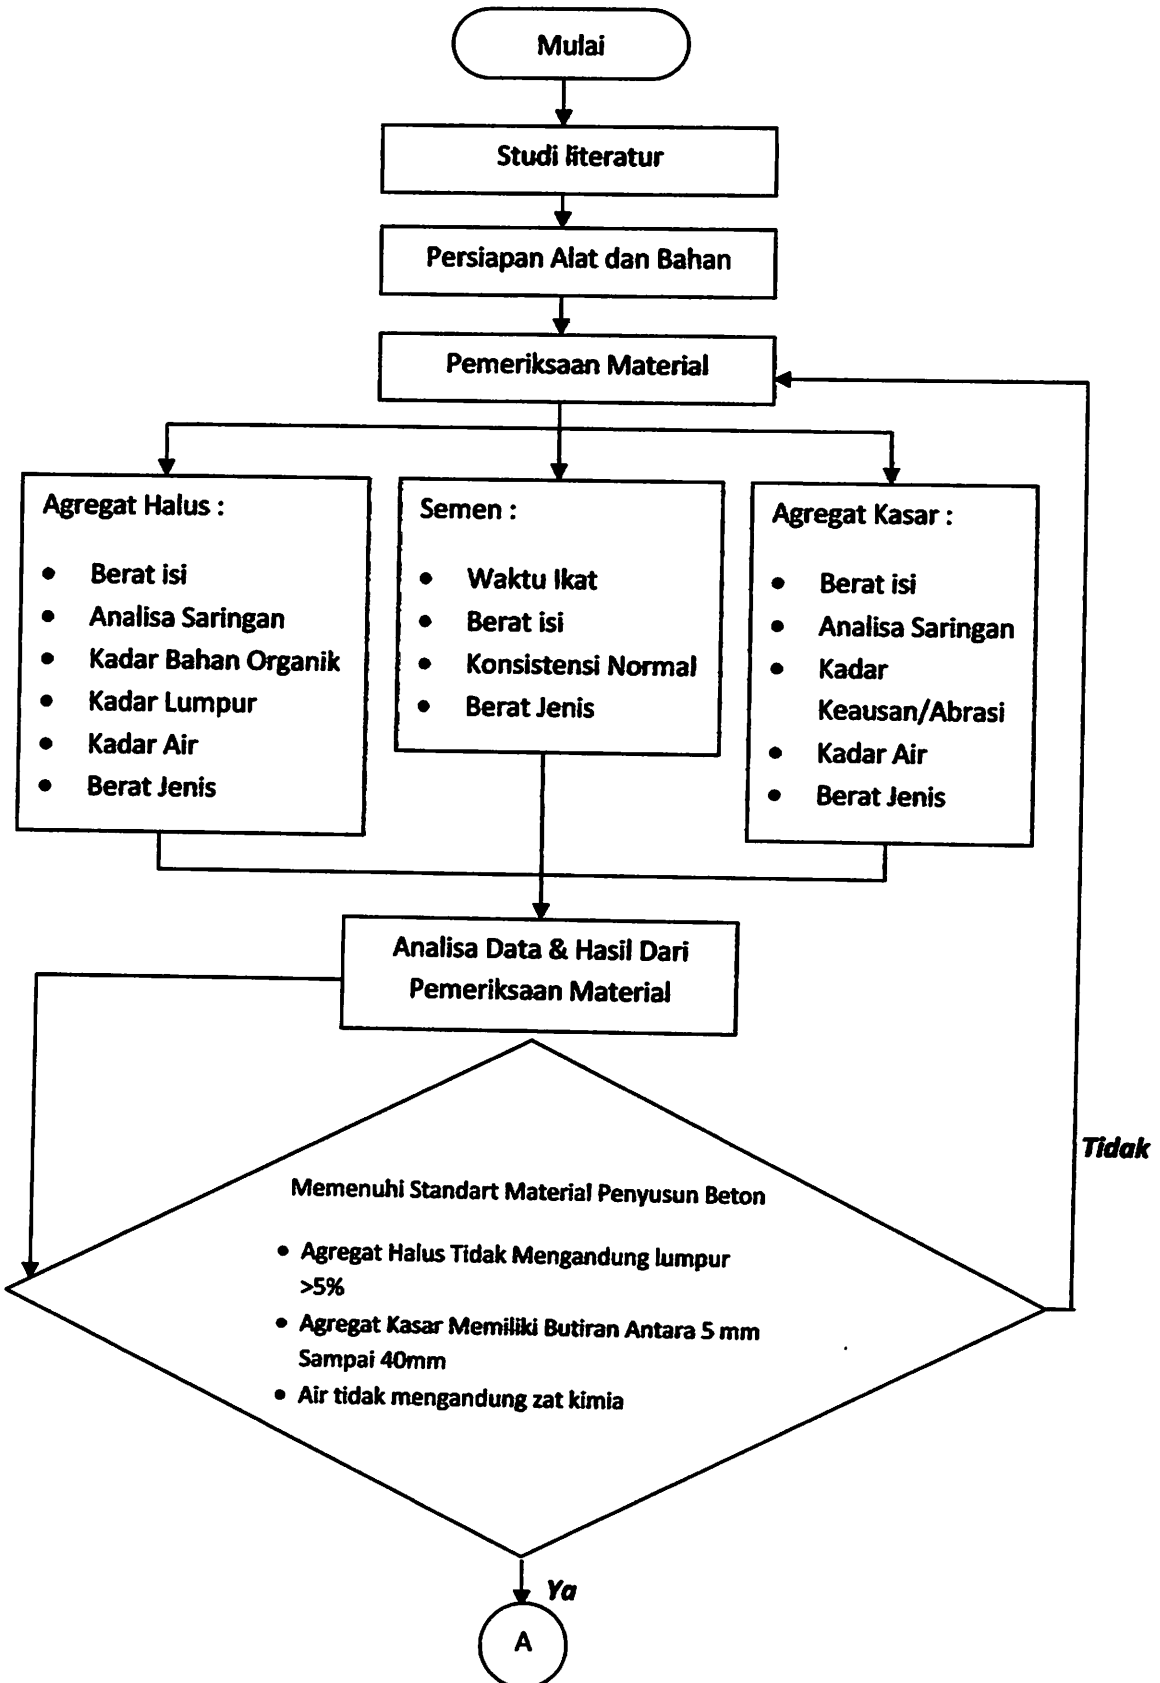 Mulai
Studi literatur
Persiapan Alat dan Bahan
Pemeriksaan Material
Agregat Halus :
• Berat isi
• Analisa Saringan
• Kadar Bahan Organik
• Kadar Lumpur
• Kadar Air
• Berat Jenis
Semen :
• Waktu Ikat
• Berat isi
• Konsistensi Normal
• Berat Jenis
Agregat Kasar :
• Berat isi
• Analisa Saringan
• Kadar
Keausan/Abrasi
• Kadar Air
• Berat Jenis
Analisa Data & Hasil Dari
Pemeriksaan Material
Tidak
Memenuhi Standart Material Penyusun Beton
• Agregat Halus Tidak Mengandung lumpur
>5%
• Agregat Kasar Memiliki Butiran Antara 5 mm
Sampai 40mm
• Air tidak mengandung zat kimia
Ya
A